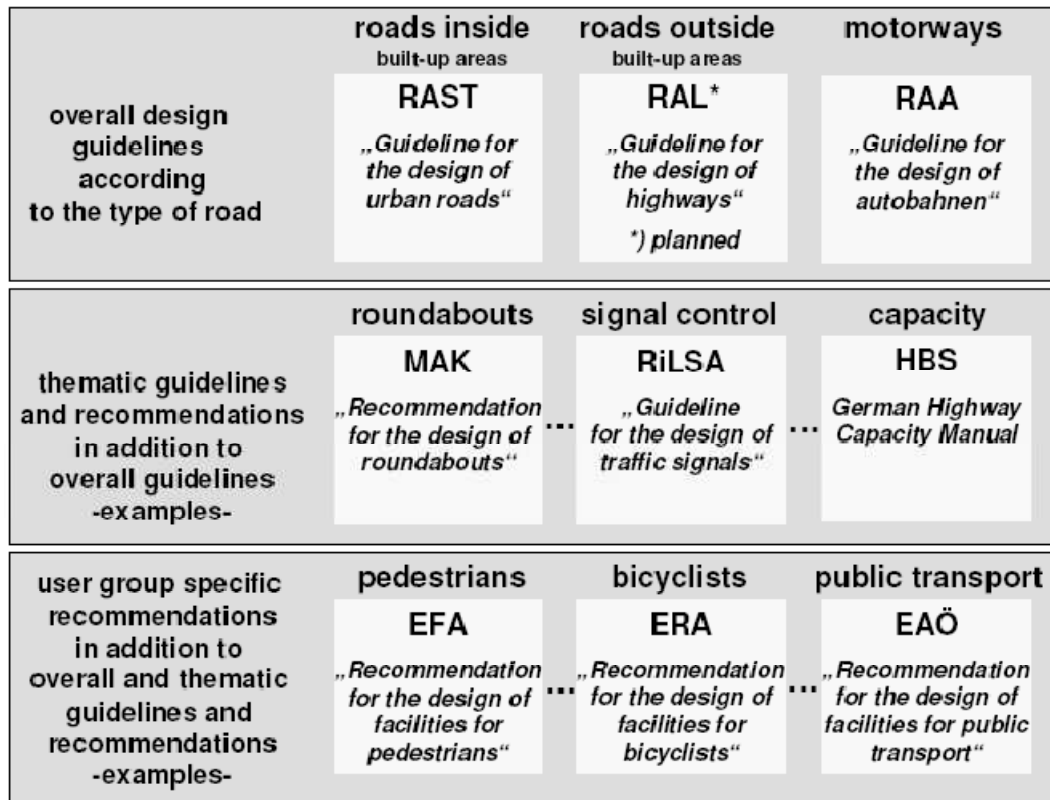 roads inside
built-up areas
roads outside
built-up areas
motorways
overall design
guidelines
according
to the type of road
RAST
„Guideline for
the design of
urban roads“
RAL*
„Guideline for
the design of
highways“
*) planned
RAA
„Guideline for
the design of
autobahnen“
roundabouts
signal control
capacity
thematic guidelines
and recommendations
in addition to
overall guidelines
-examples-
MAK
„Recommendation
for the design of
roundabouts“
...
RiLSA
„Guideline
for the design of
traffic signals“
...
HBS
German Highway
Capacity Manual
user group specific
recommendations
in addition to
overall and thematic
guidelines and
recommendations
-examples-
pedestrians
bicyclists
public transport
EFA
„Recommendation
for the design of
facilities for
pedestrians“
...
ERA
„Recommendation
for the design of
facilities for
bicyclists“
...
EAÖ
„Recommendation
for the design of
facilities for public
transport“